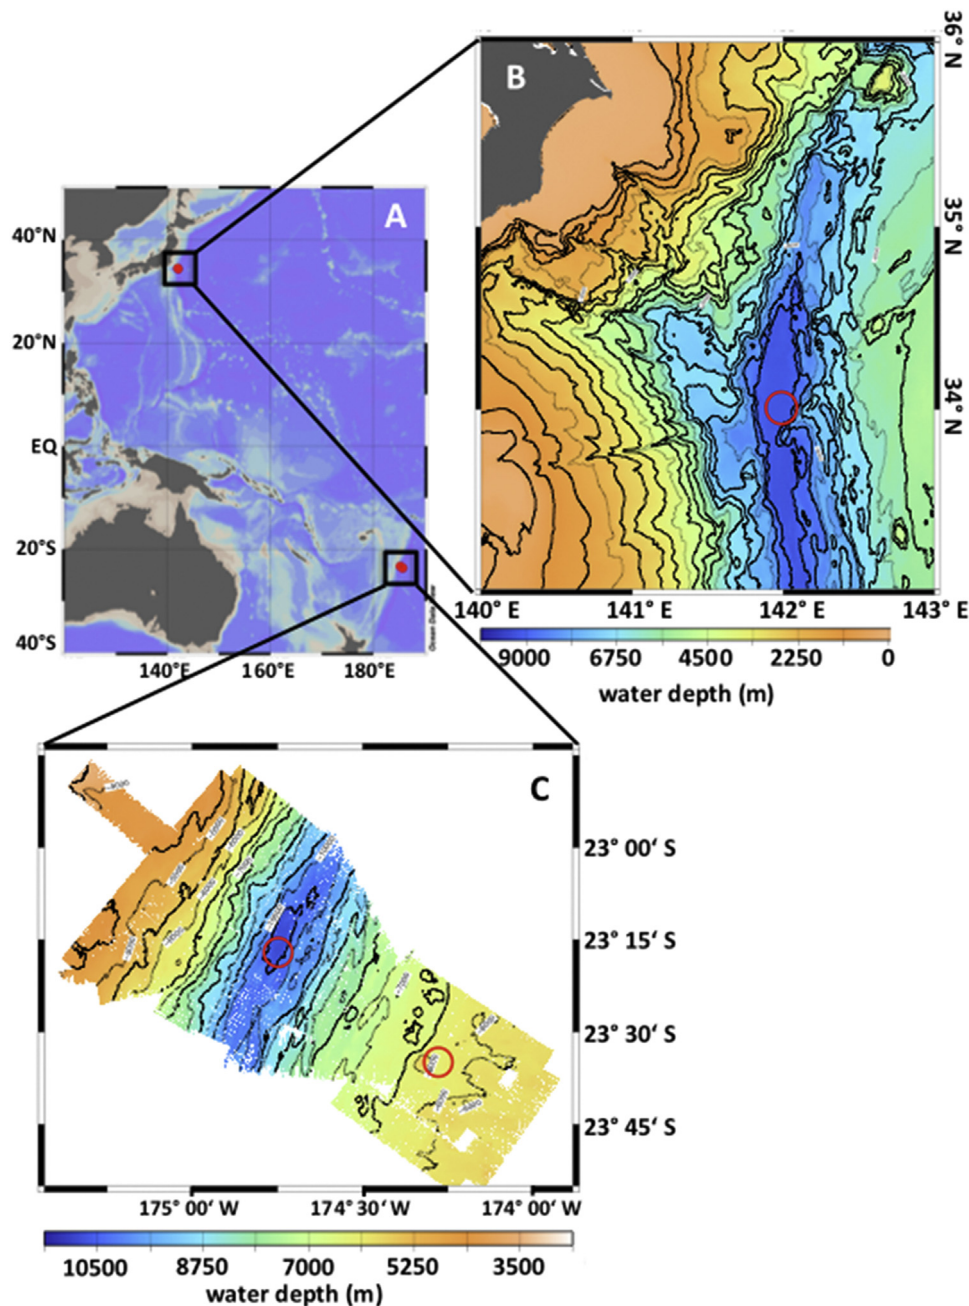 36° N
B
A
40°N
35° N
20°N
34° N
EQ
20°S
40°S
140°E 160°E 180°E
140° E 141° E 142° E 143° E
9000 6750 4500 2250 0
water depth (m)
C
23° 00‘ S
23° 15‘ S
23° 30‘ S
23° 45‘ S
175° 00‘ W 174° 30‘ W 174° 00‘ W
10500 8750 7000 5250 3500
water depth (m)